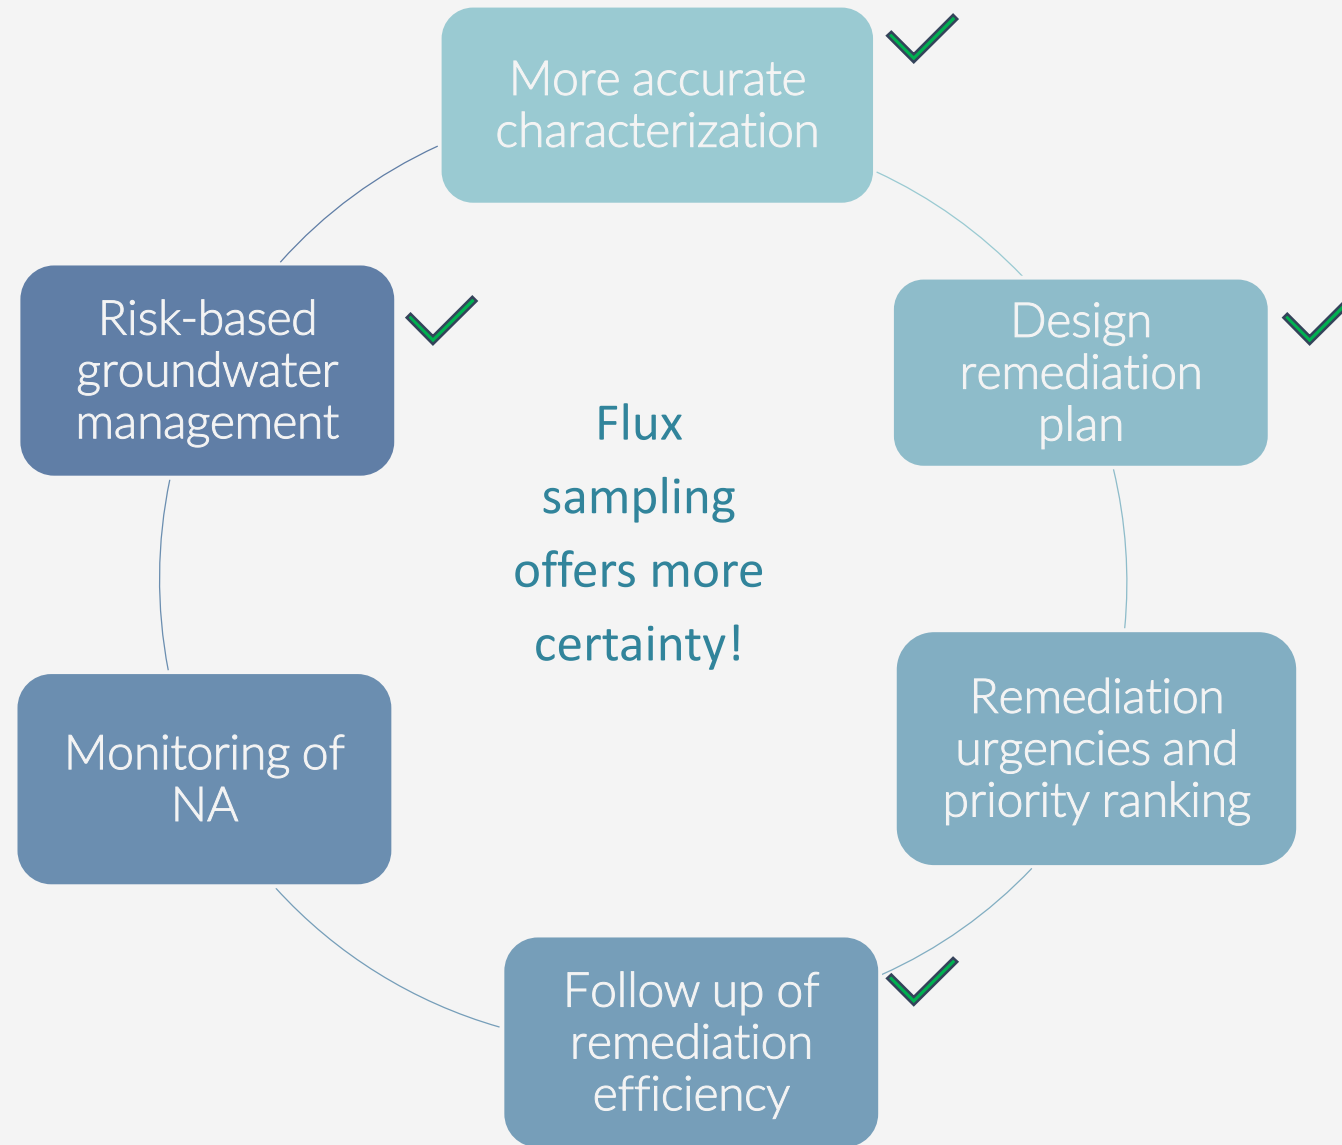 More accurate
characterization
Design
remediation
plan
Remediation
urgencies and
priority ranking
Follow up of
remediation
efficiency
Monitoring of
NA
Risk-based
groundwater
management
Flux
sampling
offers more
certainty!